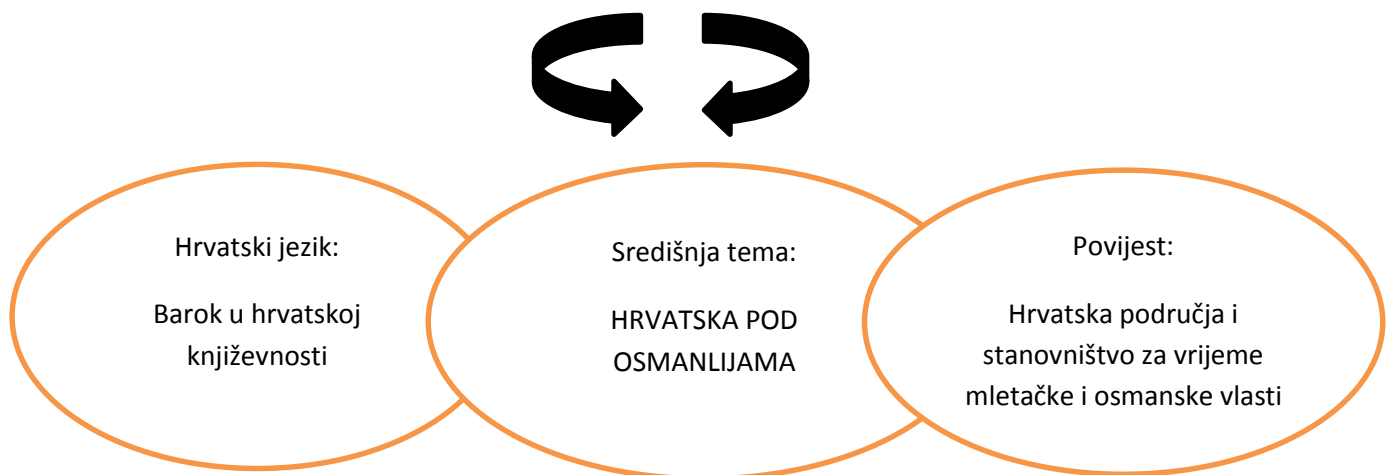 Hrvatski jezik:
Barok u hrvatskoj
književnosti
Središnja tema:
HRVATSKA POD
OSMANLIJAMA
Povijest:
Hrvatska područja i
stanovništvo za vrijeme
mletačke i osmanske vlasti